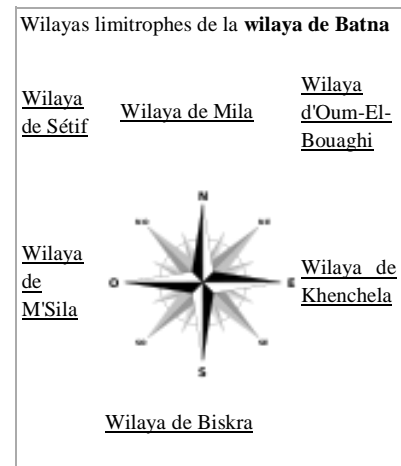 Wilayas limitrophes de la wilaya de Batna
Wilaya
de Sétif
Wilaya de Mila
Wilaya
d'Oum-El-
Bouaghi
N
Wilaya
de
M'Sila
O
E
Wilaya de
Khenchela
S
Wilaya de Biskra